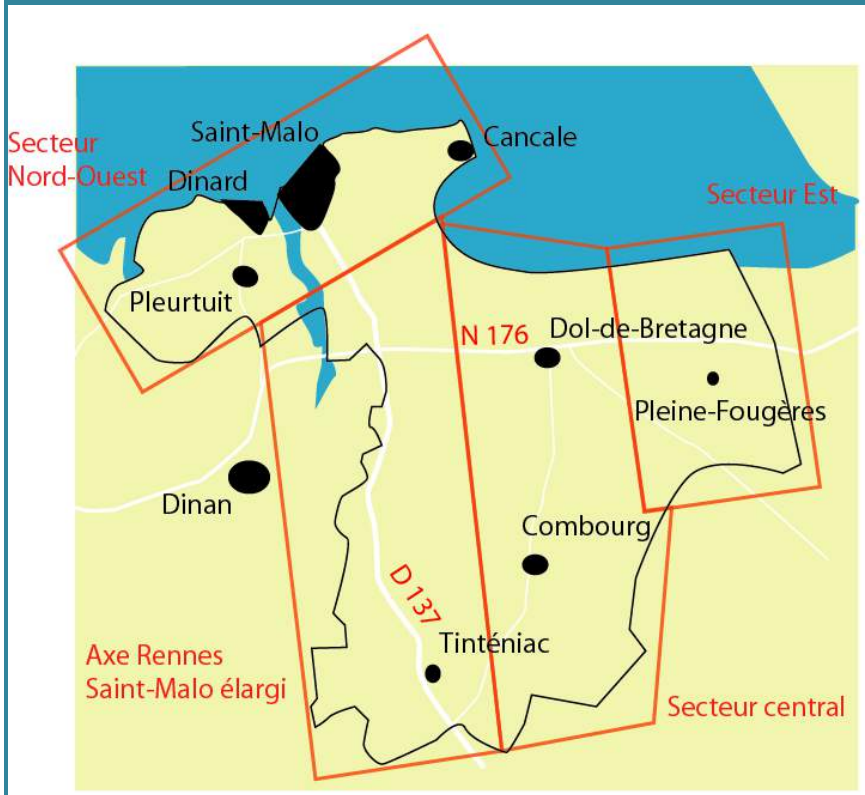 Saint-Malo
Cancale
Secteur
Nord-Ouest
Dinard
Secteur Est
Pleurtuit
N 176
Dol-de-Bretagne
Pleine-Fougères
Dinan
Combourg
D 137
Tinténiac
Axe Rennes
Saint-Malo élargi
Secteur central